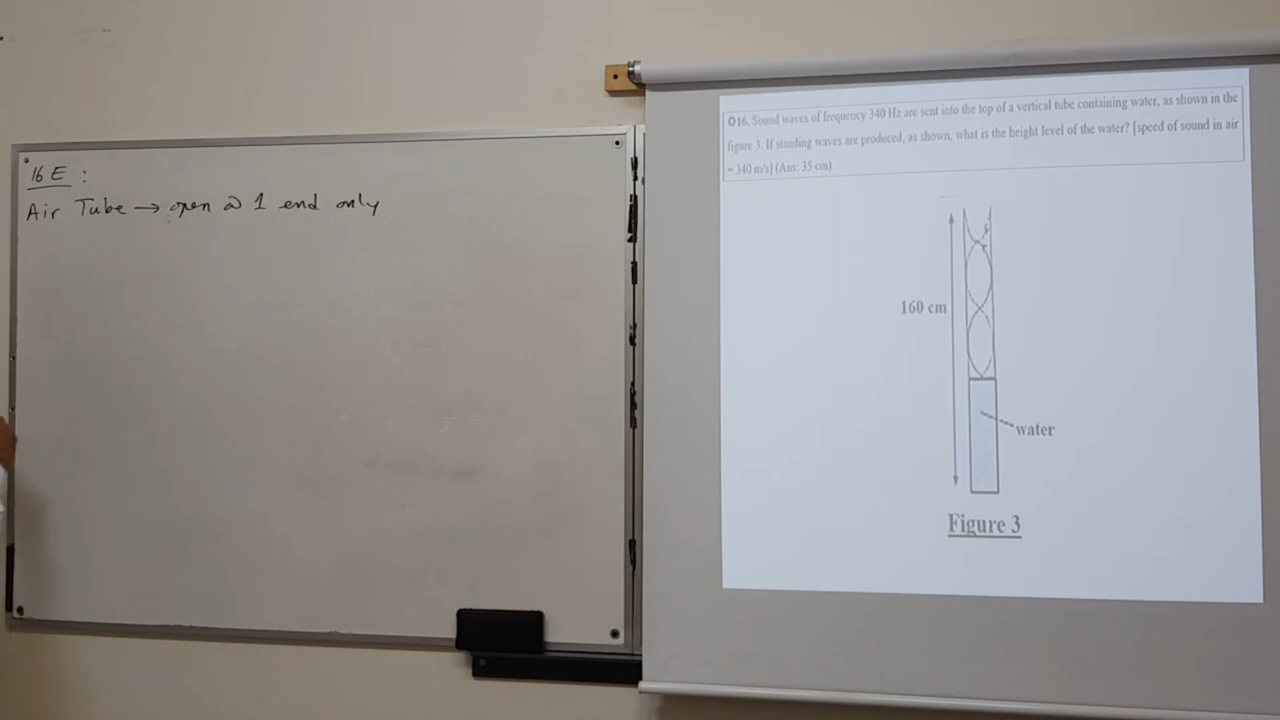 16 E :
Air Tube → open @ 1 end only
Q16. Sound waves of frequency 340 Hz are sent into the top of a vertical tube containing water, as shown in the
figure 3. If standing waves are produced, as shown, what is the height level of the water? [speed of sound in air
= 340 m/s] (Ans: 35 cm)
160 cm
water
Figure 3